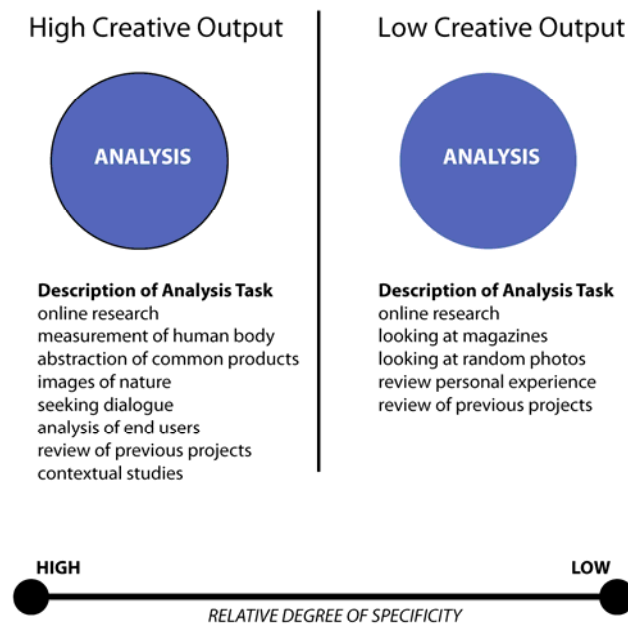 High Creative Output
ANALYSIS
Description of Analysis Task
online research
measurement of human body
abstraction of common products
images of nature
seeking dialogue
analysis of end users
review of previous projects
contextual studies
Low Creative Output
ANALYSIS
Description of Analysis Task
online research
looking at magazines
looking at random photos
review personal experience
review of previous projects
HIGH
LOW
RELATIVE DEGREE OF SPECIFICITY